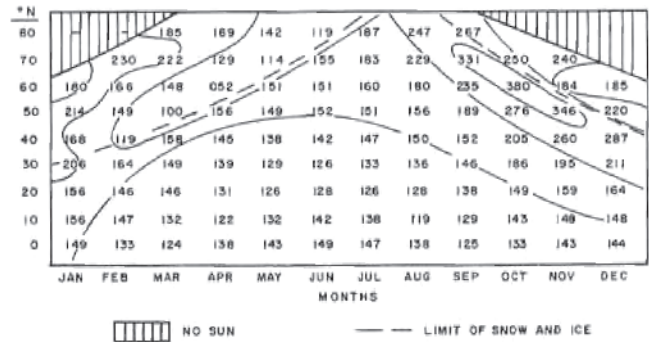 °N
80 185 169 142 119 187 247 267
70 230 222 129 114 155 183 229 331 250 240
60 180 166 148 052 151 151 160 180 235 380 184 185
50 214 149 100 156 149 152 151 156 189 276 346 220
40 168 119 158 145 138 142 147 150 152 205 260 287
30 206 164 149 139 129 126 133 136 146 186 195 211
20 156 146 146 131 126 128 126 128 138 149 159 164
10 156 147 132 122 132 142 138 119 129 143 148 148
0 149 133 124 138 143 149 147 138 125 133 143 144
JAN FEB MAR APR MAY JUN JUL AUG SEP OCT NOV DEC
MONTHS
NO SUN LIMIT OF SNOW AND ICE